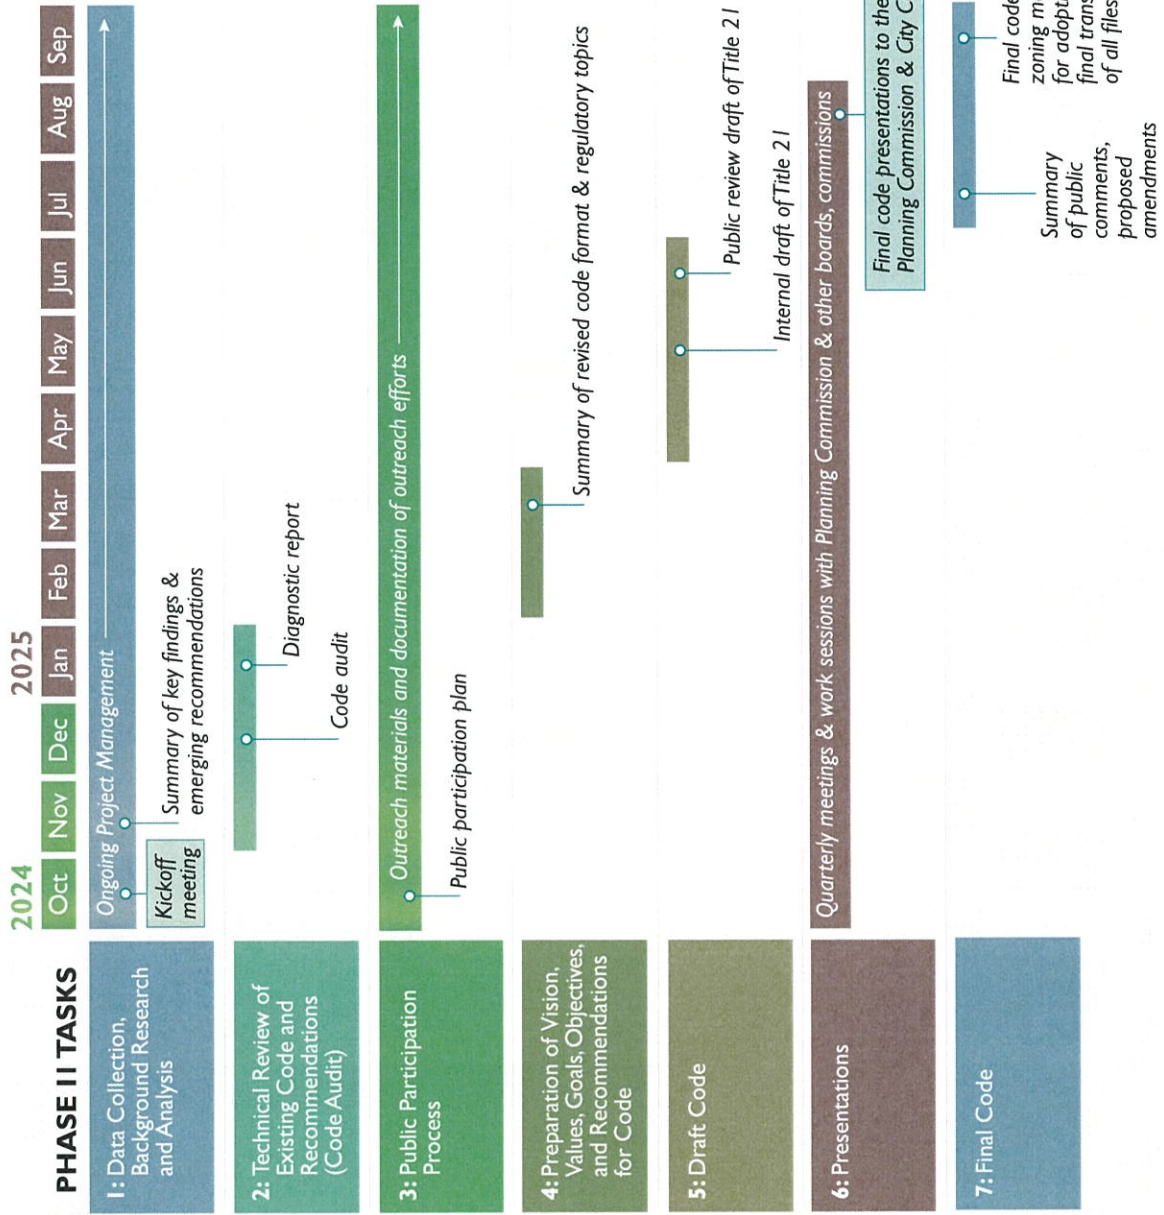 2024 2025
PHASE II TASKS Oct Nov Dec Jan Feb Mar Apr May Jun Jul Aug Sep
1: Data Collection,
Background Research
and Analysis
Ongoing Project Management
Kickoff
meeting
Summary of key findings &
emerging recommendations
2: Technical Review of
Existing Code and
Recommendations
(Code Audit)
Diagnostic report
Code audit
3: Public Participation
Process
Outreach materials and documentation of outreach efforts
Public participation plan
4: Preparation of Vision,
Values, Goals, Objectives,
and Recommendations
for Code
Summary of revised code format & regulatory topics
5: Draft Code
Public review draft of Title 21
Internal draft of Title 21
6: Presentations
Quarterly meetings & work sessions with Planning Commission & other boards, commissions
Final code presentations to the
Planning Commission & City
7: Final Code
Summary
of public
comments,
proposed
amendments
Final code
zoning
for
final
of all files